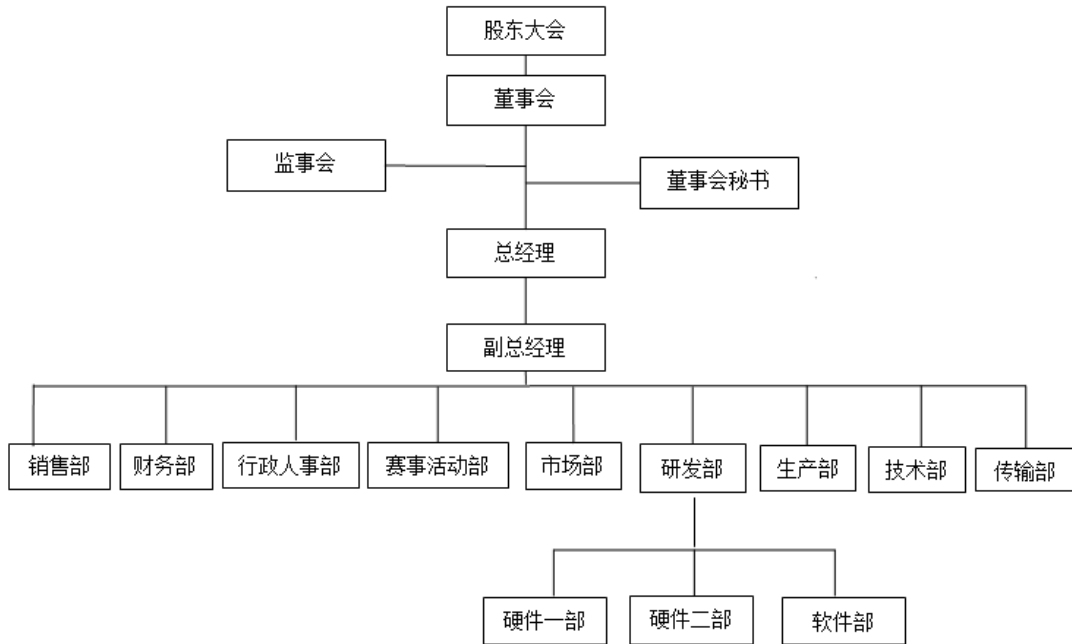 股东大会
董事会
监事会
董事会秘书
总经理
副总经理
销售部
财务部
行政人事部
赛事活动部
市场部
研发部
生产部
技术部
传输部
硬件一部
硬件二部
软件部